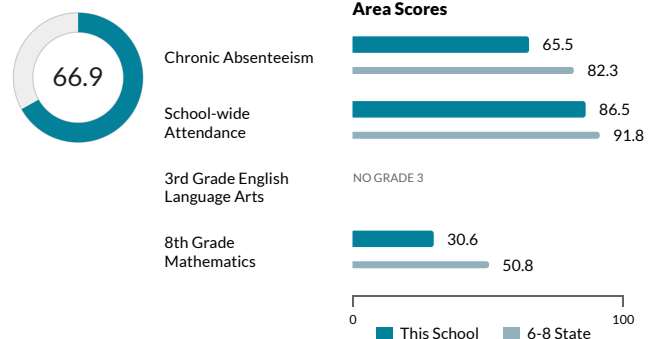 Area Scores
66.9
Chronic Absenteeism
65.5
82.3
School-wide
Attendance
86.5
91.8
3rd Grade English
Language Arts
NO GRADE 3
8th Grade
Mathematics
30.6
50.8
0
100
This School
6-8 State